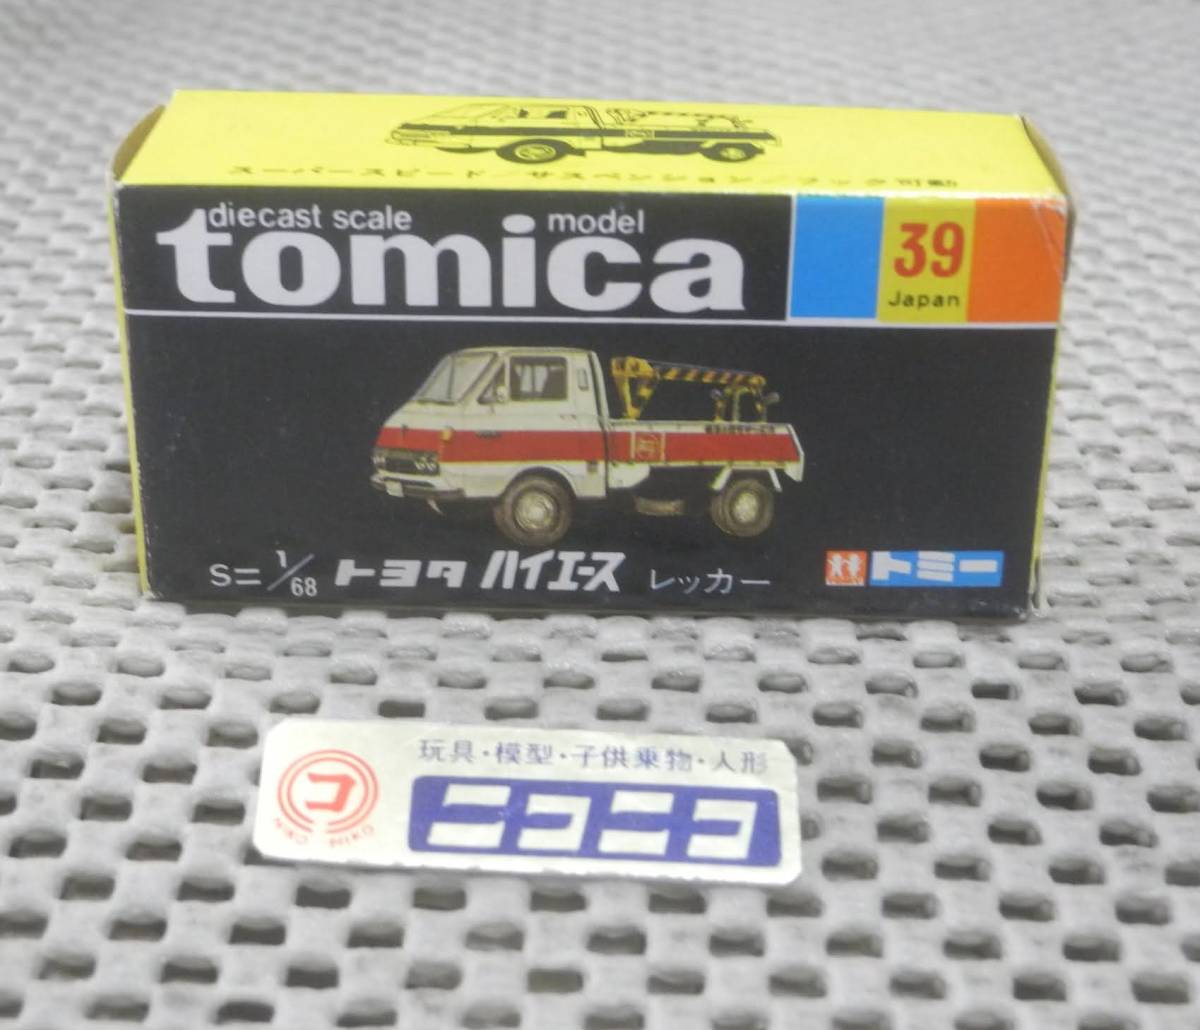 スーパースピード/サスペンション/フック可動
diecast scale model
tomica
39
Japan
S=1/68 トヨタ ハイエース レッカー
トミー
玩具・模型・子供乗物・人形
コ
NIKO NIKO
ニコニコ